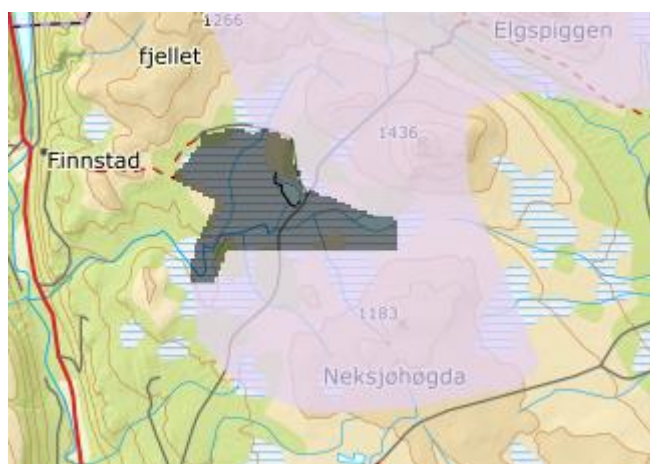 1266
Elgspiggen
fjellet
1436
Finnstad
1183
Neksjøhøgda